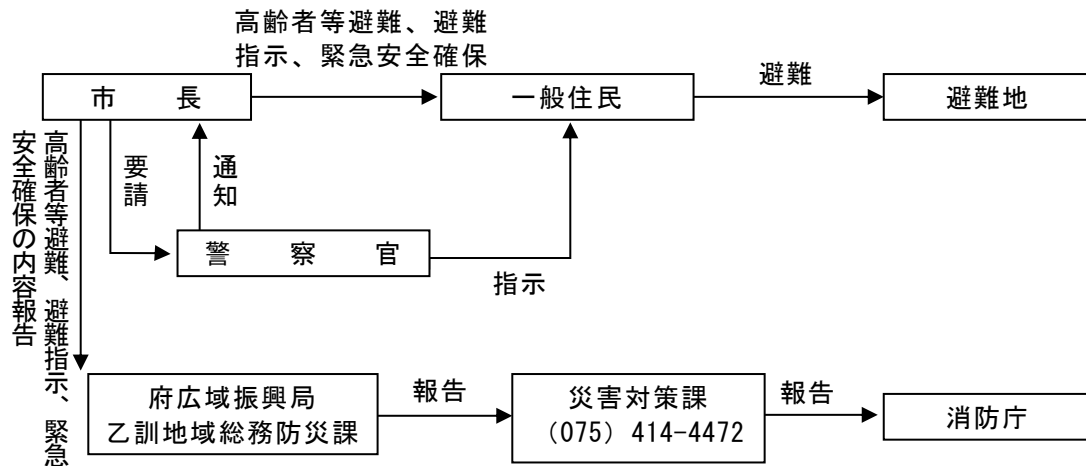 高齢者等避難、避難
指示、緊急安全確保
市　　長
一般住民
避難
避難地
高齢者等避難、避難指示、緊急
安全確保の内容報告
要請
通知
警　　察　　官
指示
府広域振興局
乙訓地域総務防災課
報告
災害対策課
（075）414-4472
報告
消防庁